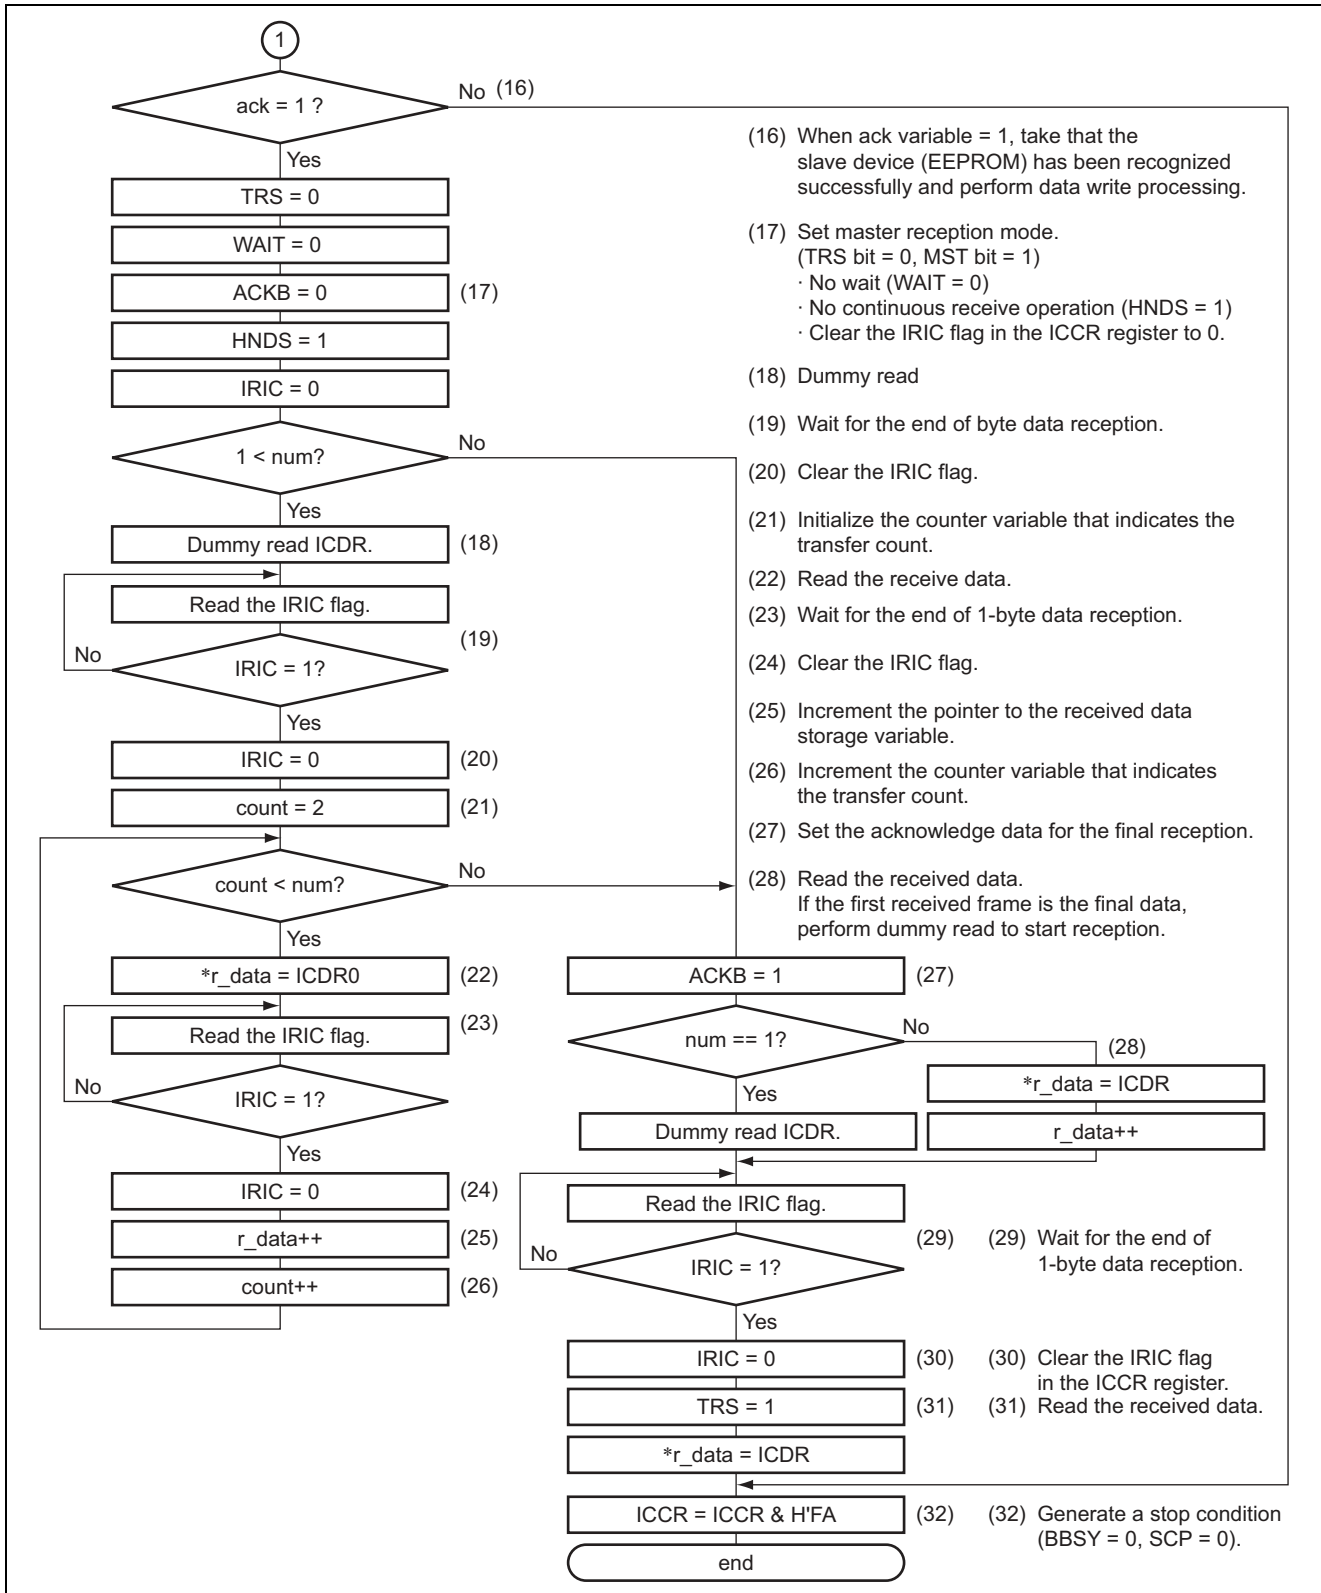 1
ack = 1 ?
No (16)
Yes
TRS = 0
WAIT = 0
ACKB = 0
(17)
HNDS = 1
IRIC = 0
1 < num?
No
Yes
Dummy read ICDR.
(18)
Read the IRIC flag.
(19)
No
IRIC = 1?
Yes
IRIC = 0
(20)
count = 2
(21)
count < num?
No
Yes
*r_data = ICDR0
(22)
Read the IRIC flag.
(23)
No
IRIC = 1?
Yes
IRIC = 0
(24)
r_data++
(25)
count++
(26)
(16) When ack variable = 1, take that the
slave device (EEPROM) has been recognized
successfully and perform data write processing.
(17) Set master reception mode.
(TRS bit = 0, MST bit = 1)
· No wait (WAIT = 0)
· No continuous receive operation (HNDS = 1)
· Clear the IRIC flag in the ICCR register to 0.
(18) Dummy read
(19) Wait for the end of byte data reception.
(20) Clear the IRIC flag.
(21) Initialize the counter variable that indicates the
transfer count.
(22) Read the receive data.
(23) Wait for the end of 1-byte data reception.
(24) Clear the IRIC flag.
(25) Increment the pointer to the received data
storage variable.
(26) Increment the counter variable that indicates
the transfer count.
(27) Set the acknowledge data for the final reception.
(28) Read the received data.
If the first received frame is the final data,
perform dummy read to start reception.
ACKB = 1
(27)
num == 1?
No
(28)
*r_data = ICDR
r_data++
Yes
Dummy read ICDR.
Read the IRIC flag.
No
IRIC = 1?
(29)
(29) Wait for the end of
1-byte data reception.
Yes
IRIC = 0
(30)
(30) Clear the IRIC flag
in the ICCR register.
TRS = 1
(31)
(31) Read the received data.
*r_data = ICDR
ICCR = ICCR & H'FA
(32)
(32) Generate a stop condition
(BBSY = 0, SCP = 0).
end